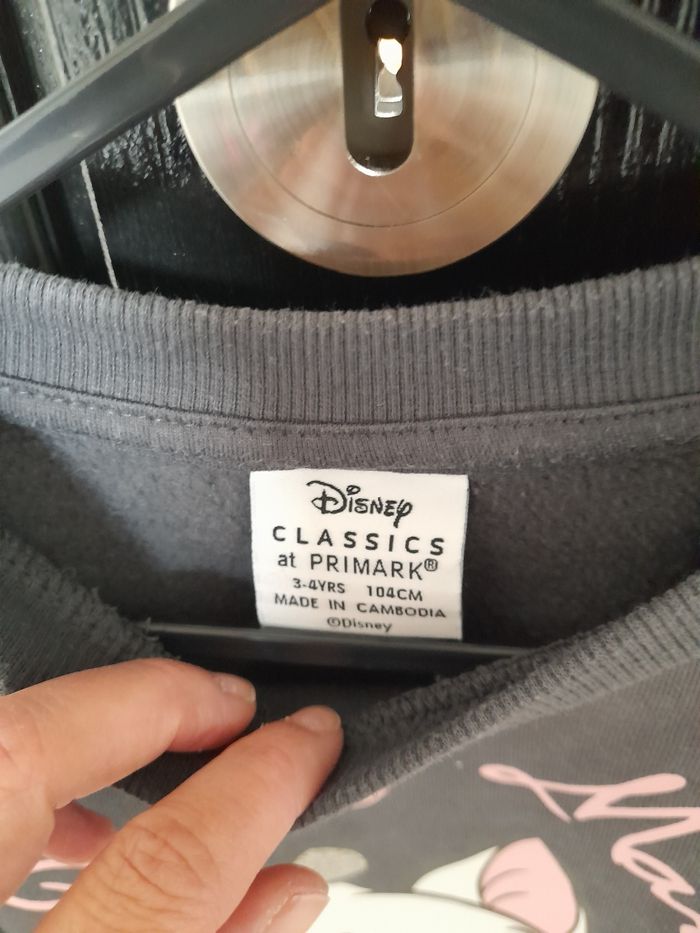 Disney
CLASSICS
at PRIMARK®
3-4YRS 104CM
MADE IN CAMBODIA
©Disney